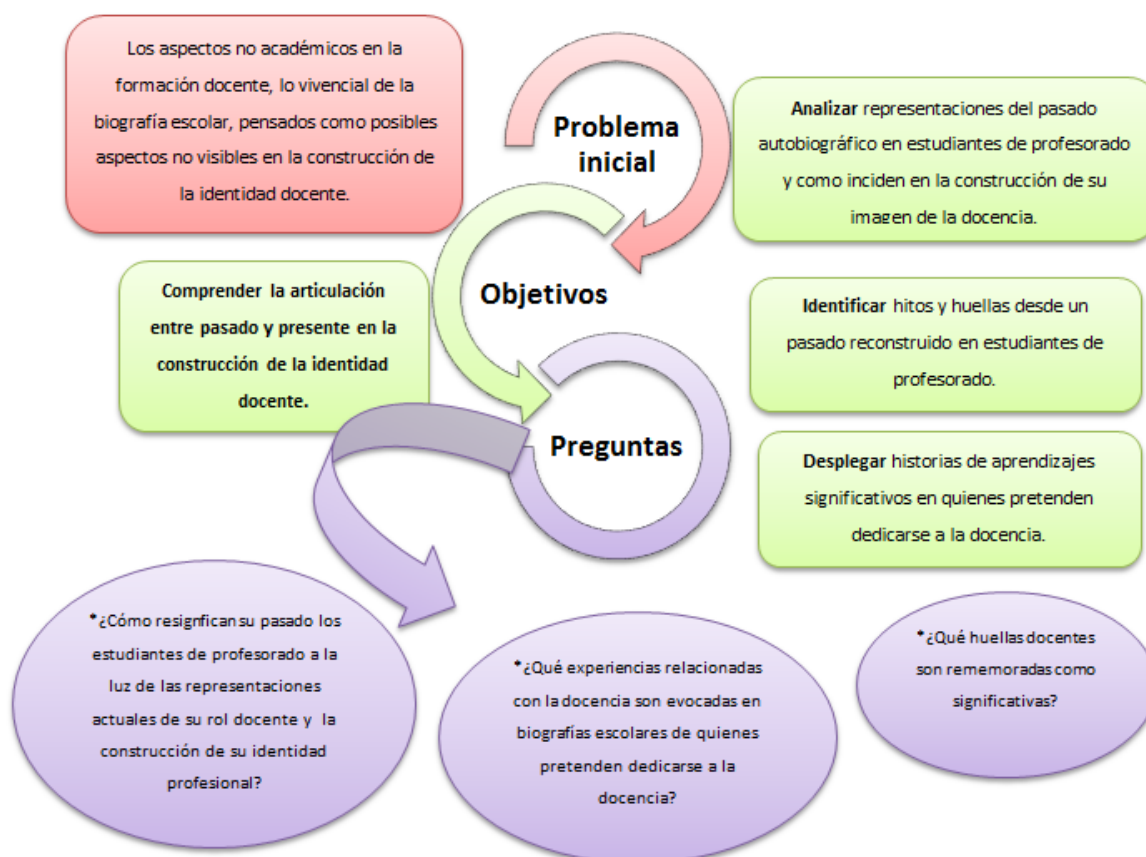 Los aspectos no académicos en la
formación docente, lo vivencial de la
biografía escolar, pensados como posibles
aspectos no visibles en la construcción de
la identidad docente.
Problema
inicial
Analizar representaciones del pasado
autobiográfico en estudiantes de profesorado
y como inciden en la construcción de su
imagen de la docencia.
Objetivos
Comprender la articulación
entre pasado y presente en la
construcción de la identidad
docente.
Identificar hitos y huellas desde un
pasado reconstruido en estudiantes de
profesorado.
Desplegar historias de aprendizajes
significativos en quienes pretenden
dedicarse a la docencia.
Preguntas
*¿Cómo resignfican su pasado los
estudiantes de profesorado a la
luz de las representaciones
actuales de su rol docente y la
construcción de su identidad
profesional?
*¿Qué experiencias relacionadas
con la docencia son evocadas en
biografías escolares de quienes
pretenden dedicarse a la
docencia?
*¿Qué huellas docentes
son rememoradas como
significativas?